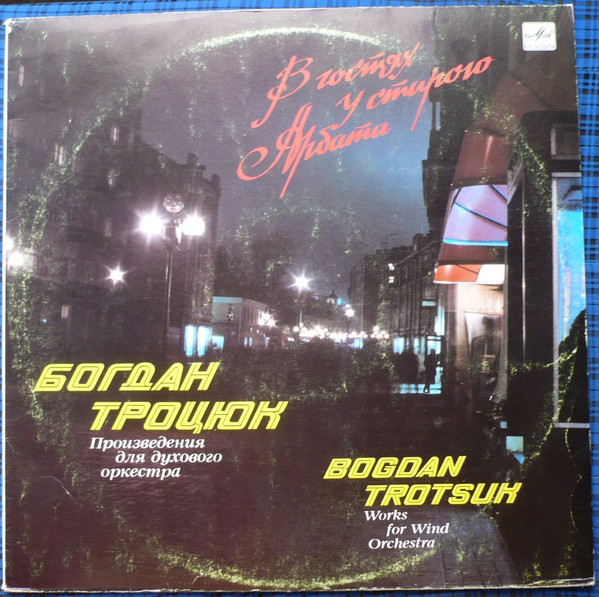 В гостях
у старого
Арбата
БОГДАН
ТРОЦЮК
Произведения
для духового
оркестра
BOGDAN
TROTSUK
Works
for Wind
Orchestra